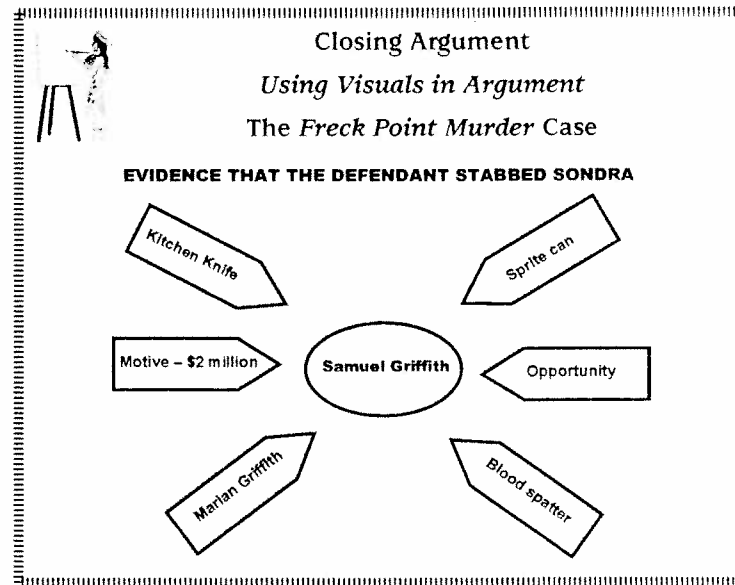 Closing Argument
Using Visuals in Argument
The Freck Point Murder Case
EVIDENCE THAT THE DEFENDANT STABBED SONDRA
Kitchen Knife
Sprite can
Motive – $2 million
Samuel Griffith
Opportunity
Marian Griffith
Blood spatter